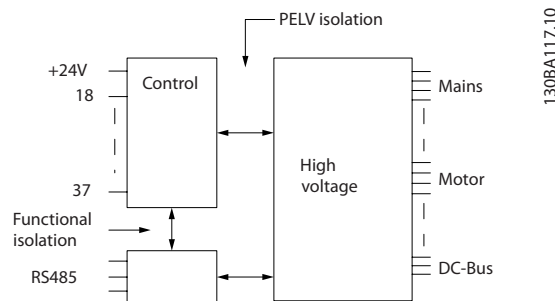 PELV isolation
+24V
18
37
Control
High
voltage
Mains
Motor
DC-Bus
Functional
isolation
RS485
130BA117.10